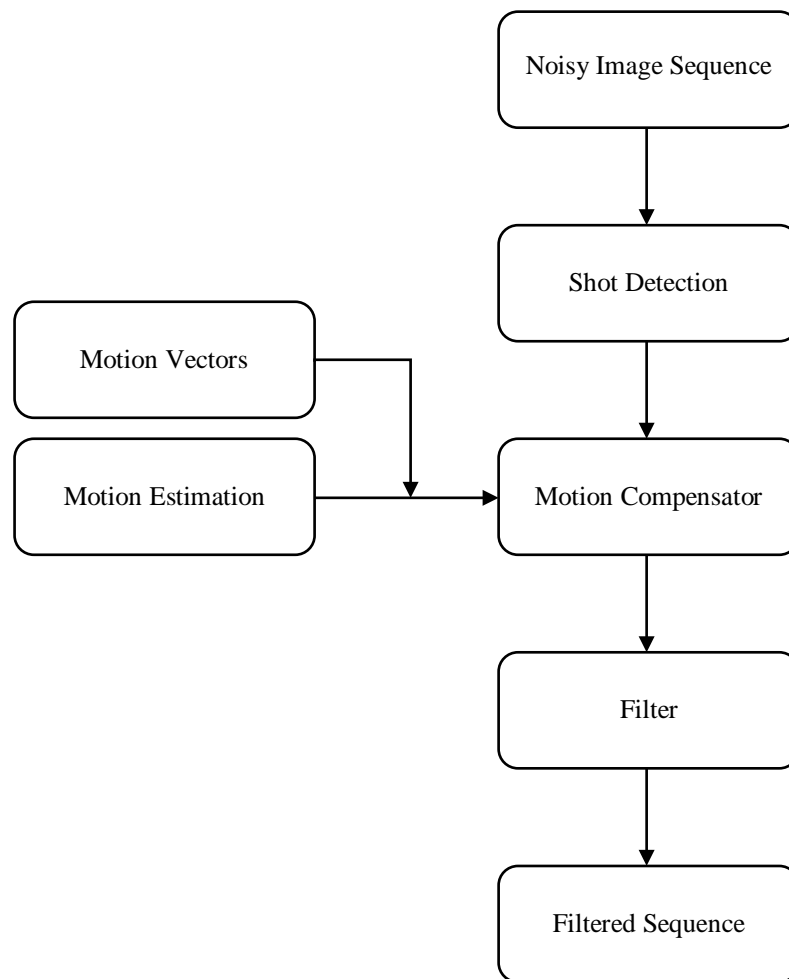 Noisy Image Sequence
Shot Detection
Motion Vectors
Motion Estimation
Motion Compensator
Filter
Filtered Sequence